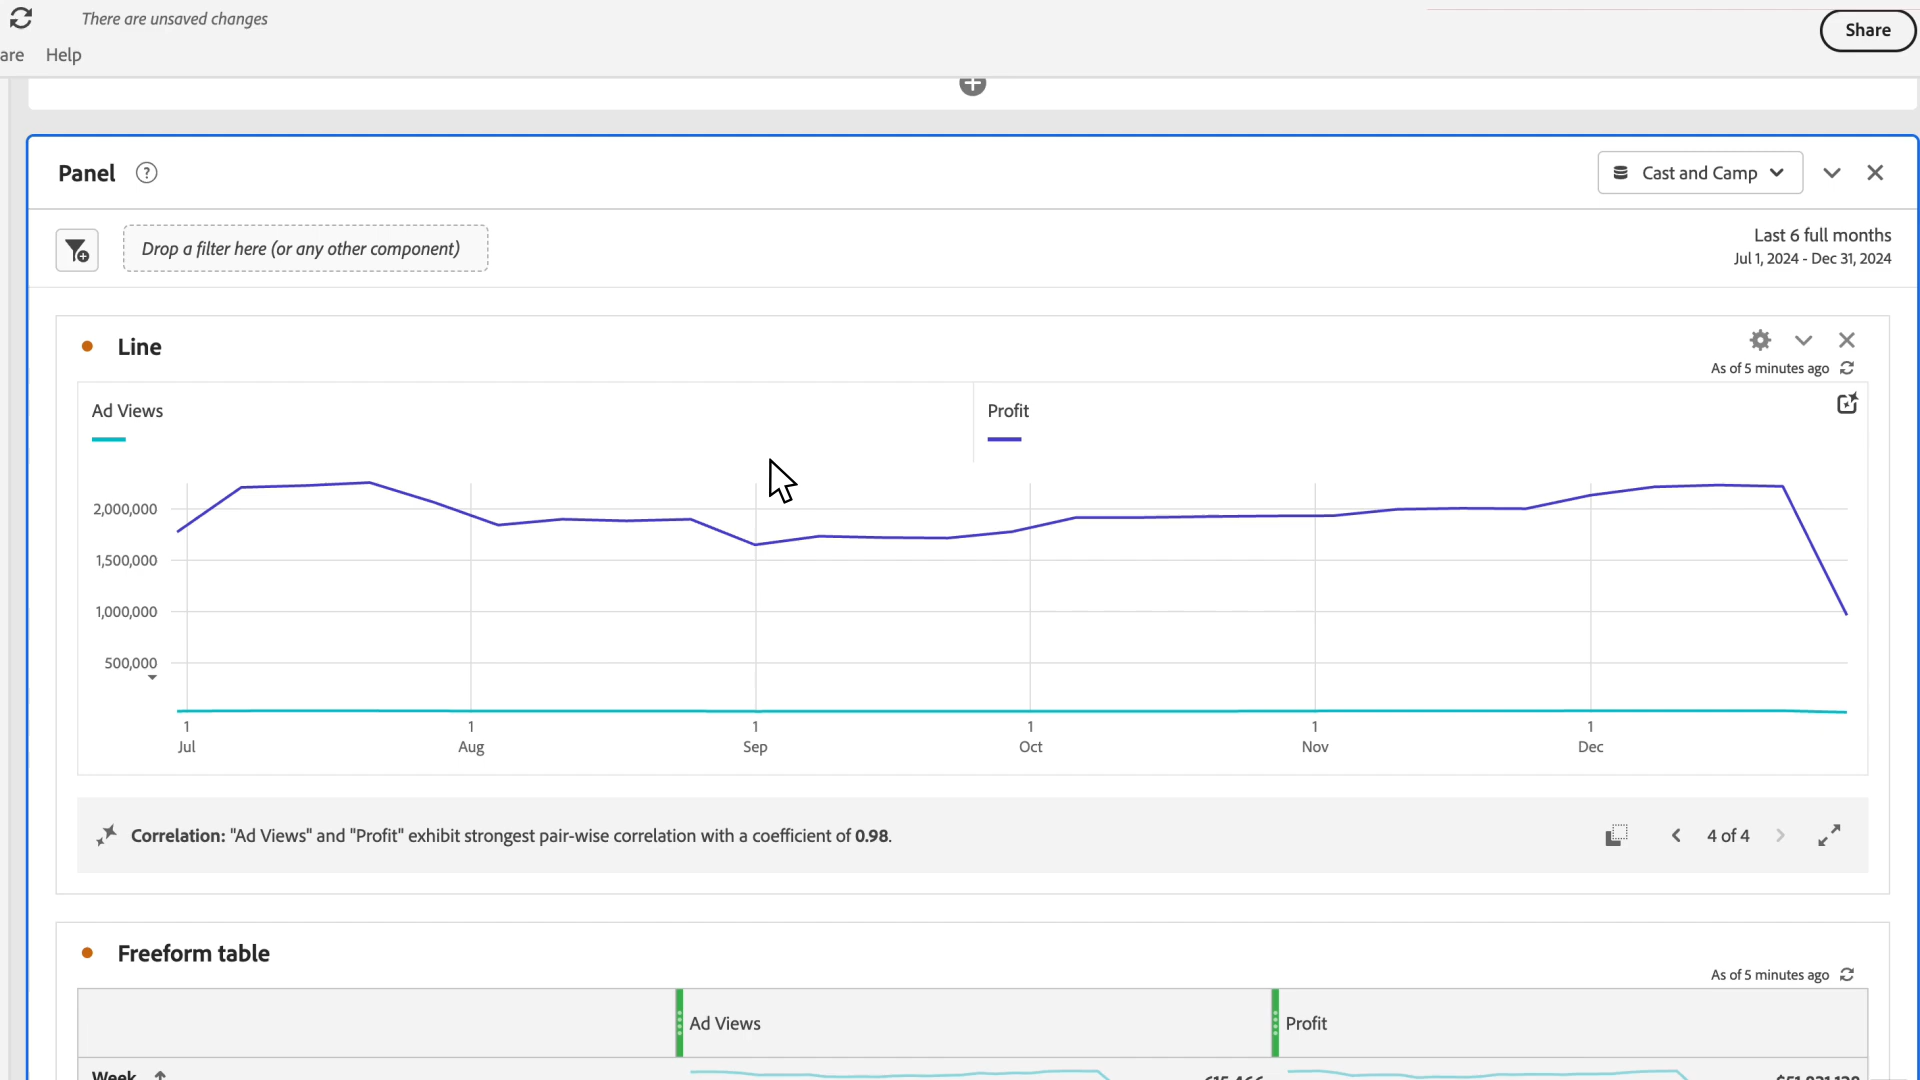 There are unsaved changes
Share
are Help
Panel ?
Cast and Camp
Drop a filter here (or any other component)
Last 6 full months
Jul 1, 2024 - Dec 31, 2024
Line
As of 5 minutes ago
Ad Views
Profit
2,000,000
1,500,000
1,000,000
500,000
1 1 1 1 1 1
Jul Aug Sep Oct Nov Dec
Correlation: "Ad Views" and "Profit" exhibit strongest pair-wise correlation with a coefficient of 0.98.
4 of 4
Freeform table
As of 5 minutes ago
Ad Views
Profit
Week